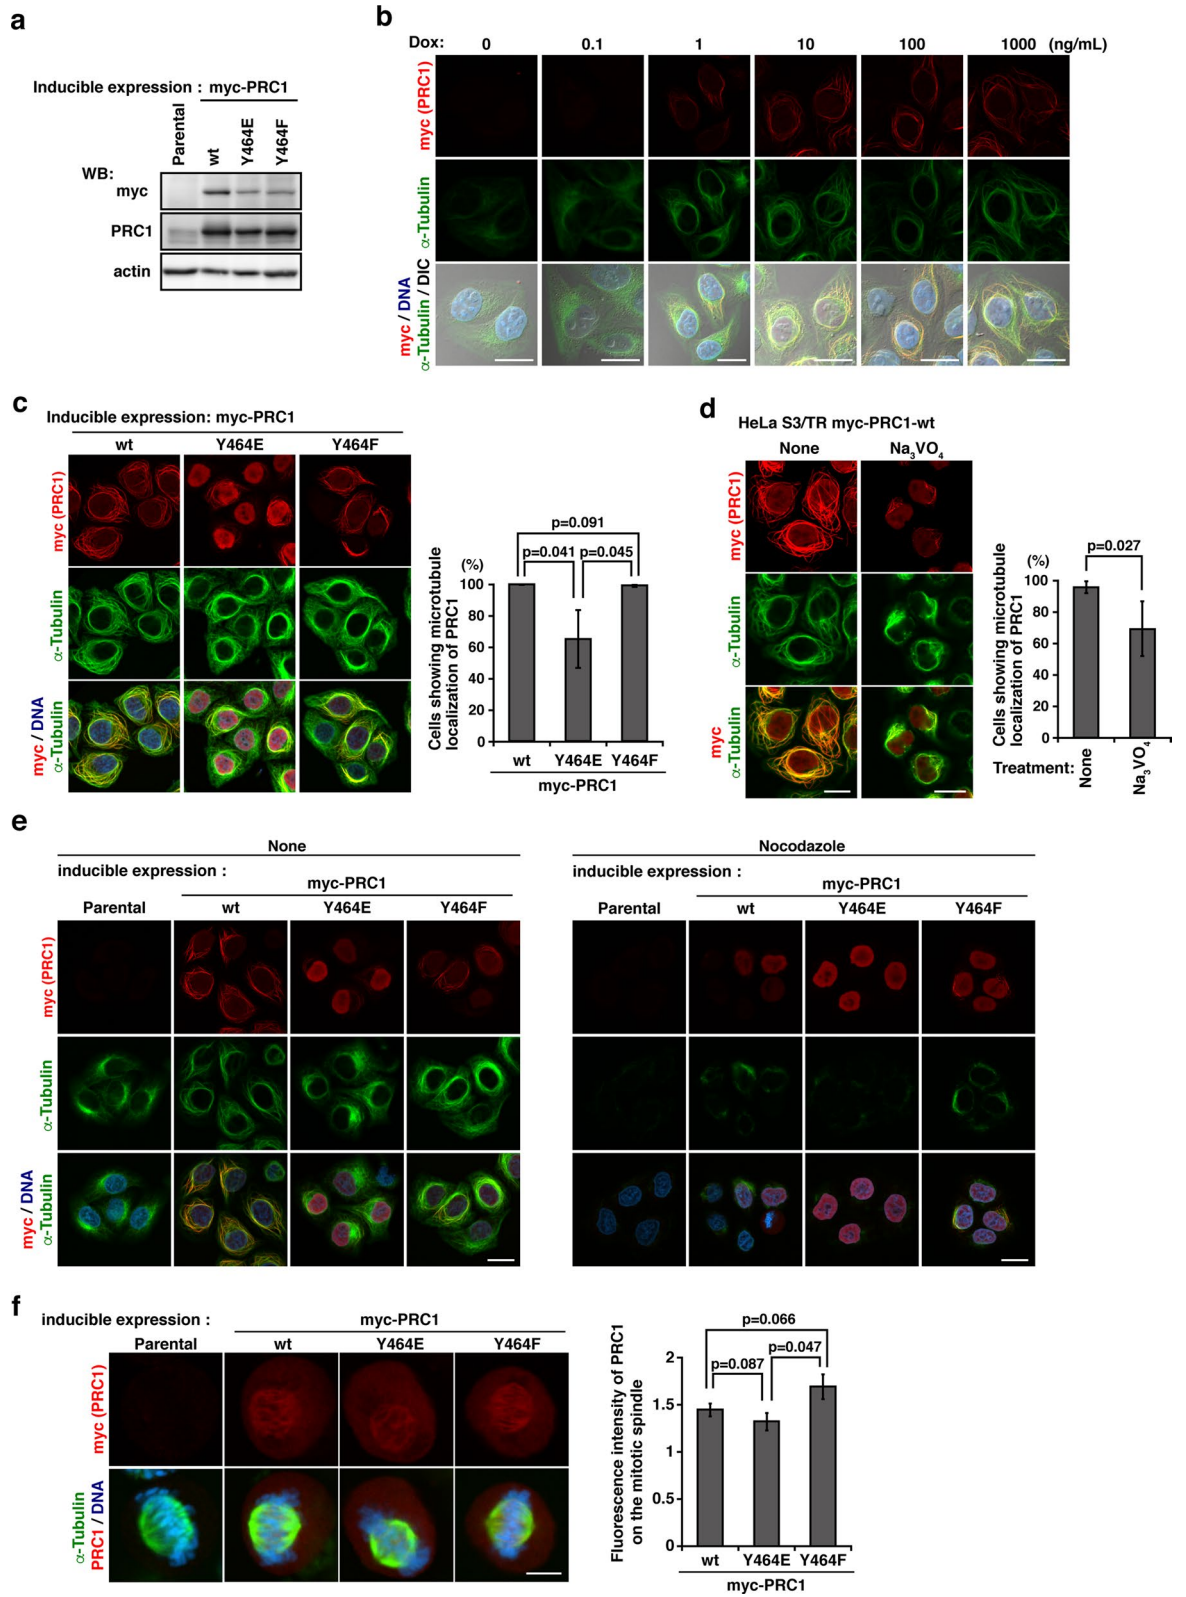 a
Inducible expression : myc-PRC1
Parental
wt
Y464E
Y464F
WB:
myc
PRC1
actin
b
Dox: 0 0.1 1 10 100 1000 (ng/mL)
myc (PRC1)
α-Tubulin
myc / DNA
α-Tubulin / DIC
c
Inducible expression: myc-PRC1
wt Y464E Y464F
myc (PRC1)
α-Tubulin
myc / DNA
α-Tubulin
Cells showing microtubule
localization of PRC1
(%)
100
80
60
40
20
0
p=0.091
p=0.041 p=0.045
wt Y464E Y464F
myc-PRC1
d
HeLa S3/TR myc-PRC1-wt
None Na3VO4
myc (PRC1)
α-Tubulin
myc
α-Tubulin
Cells showing microtubule
localization of PRC1
(%)
100
80
60
40
20
0
p=0.027
Treatment:
None
Na3VO4
e
None
inducible expression :
myc-PRC1
Parental wt Y464E Y464F
myc (PRC1)
α-Tubulin
myc / DNA
α-Tubulin
Nocodazole
inducible expression :
myc-PRC1
Parental wt Y464E Y464F
f
inducible expression : myc-PRC1
Parental wt Y464E Y464F
myc (PRC1)
α-Tubulin
PRC1 / DNA
Fluorescence intensity of PRC1
on the mitotic spindle
2
1.5
1
0.5
0
p=0.066
p=0.087 p=0.047
wt Y464E Y464F
myc-PRC1